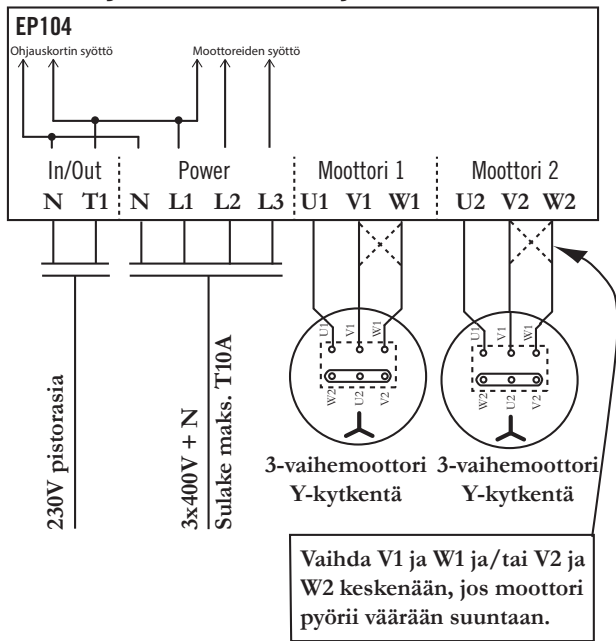 EP104
Ohjauskortin syöttö Moottoreiden syöttö
In/Out Power Moottori 1 Moottori 2
N T1 N L1 L2 L3 U1 V1 W1 U2 V2 W2
U1 V1 W1
W2 U2 V2
U1 V1 W1
W2 U2 V2
230V pistorasia
3x400V + N
Sulake maks. T10A
3-vaihemoottori
Y-kytkentä
3-vaihemoottori
Y-kytkentä
Vaihda V1 ja W1 ja/tai V2 ja
W2 keskenään, jos moottori
pyörii väärään suuntaan.